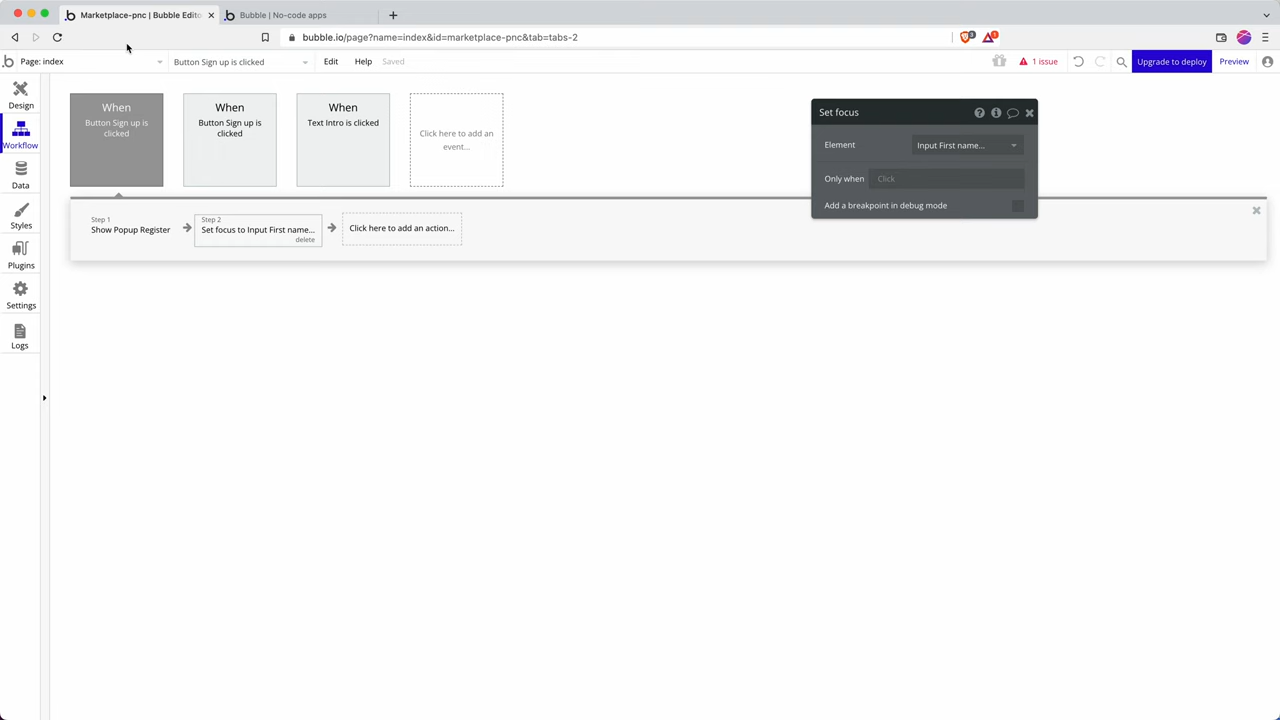 Marketplace-pnc | Bubble Edito
Bubble | No-code apps
bubble.io/page?name=index&id=marketplace-pnc&tab=tabs-2
3
1
Page: index
Button Sign up is clicked
Edit
Help
Saved
1 issue
Upgrade to deploy
Preview
Design
Workflow
Data
Styles
Plugins
Settings
Logs
When
Button Sign up is
clicked
When
Button Sign up is
clicked
When
Text Intro is clicked
Click here to add an
event...
Step 1
Show Popup Register
Step 2
Set focus to Input First name...
delete
Click here to add an action...
Set focus
Element
Input First name...
Only when
Click
Add a breakpoint in debug mode